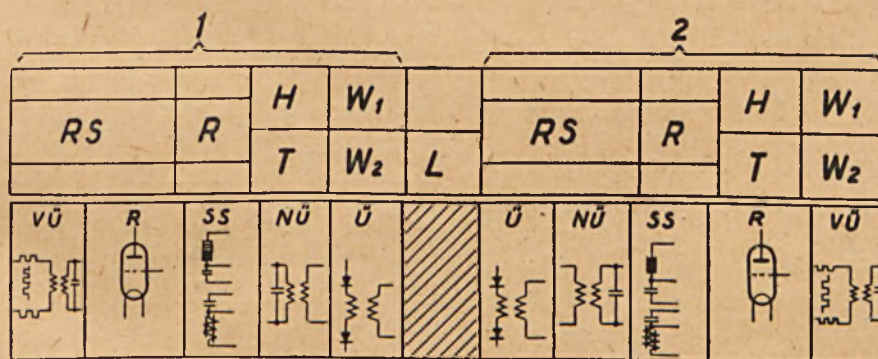 1 2
H W₁ H W₁
RS R RS R
T W₂ L T W₂
VÜ R SS NÜ Ü Ü NÜ SS R VÜ